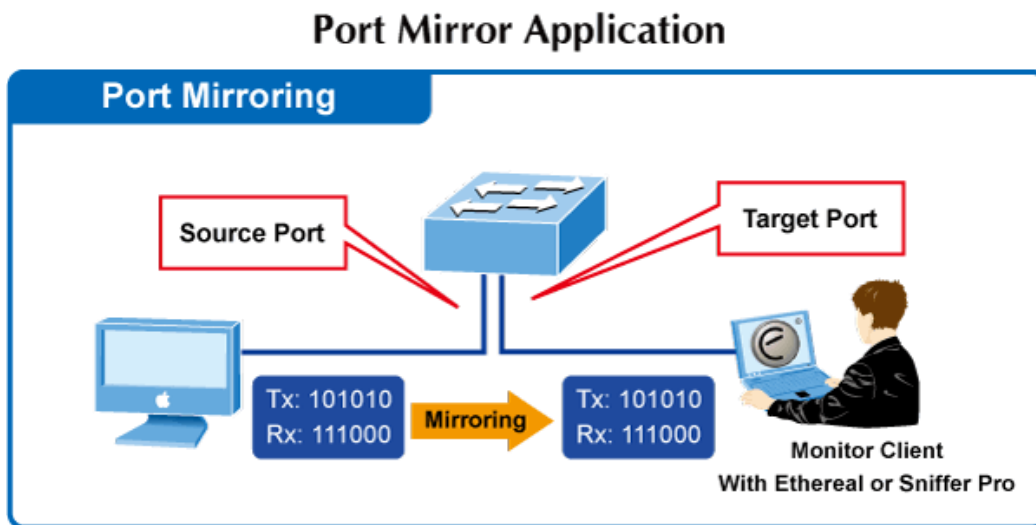 Port Mirror Application
Port Mirroring
Source Port
Target Port
Tx: 101010
Rx: 111000
Mirroring
Tx: 101010
Rx: 111000
Monitor Client
With Ethereal or Sniffer Pro